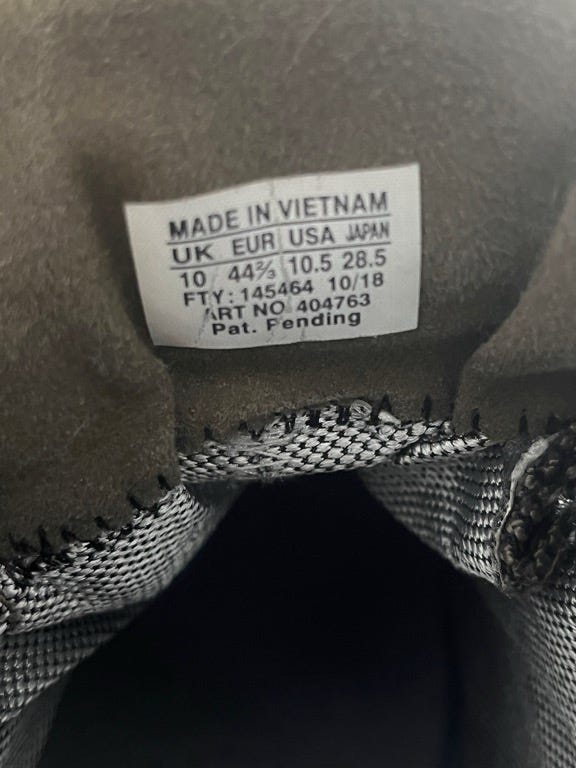 MADE IN VIETNAM
UK EUR USA JAPAN
10 44⅔ 10.5 28.5
FTY: 145464 10/18
ART NO 404763
Pat. Pending